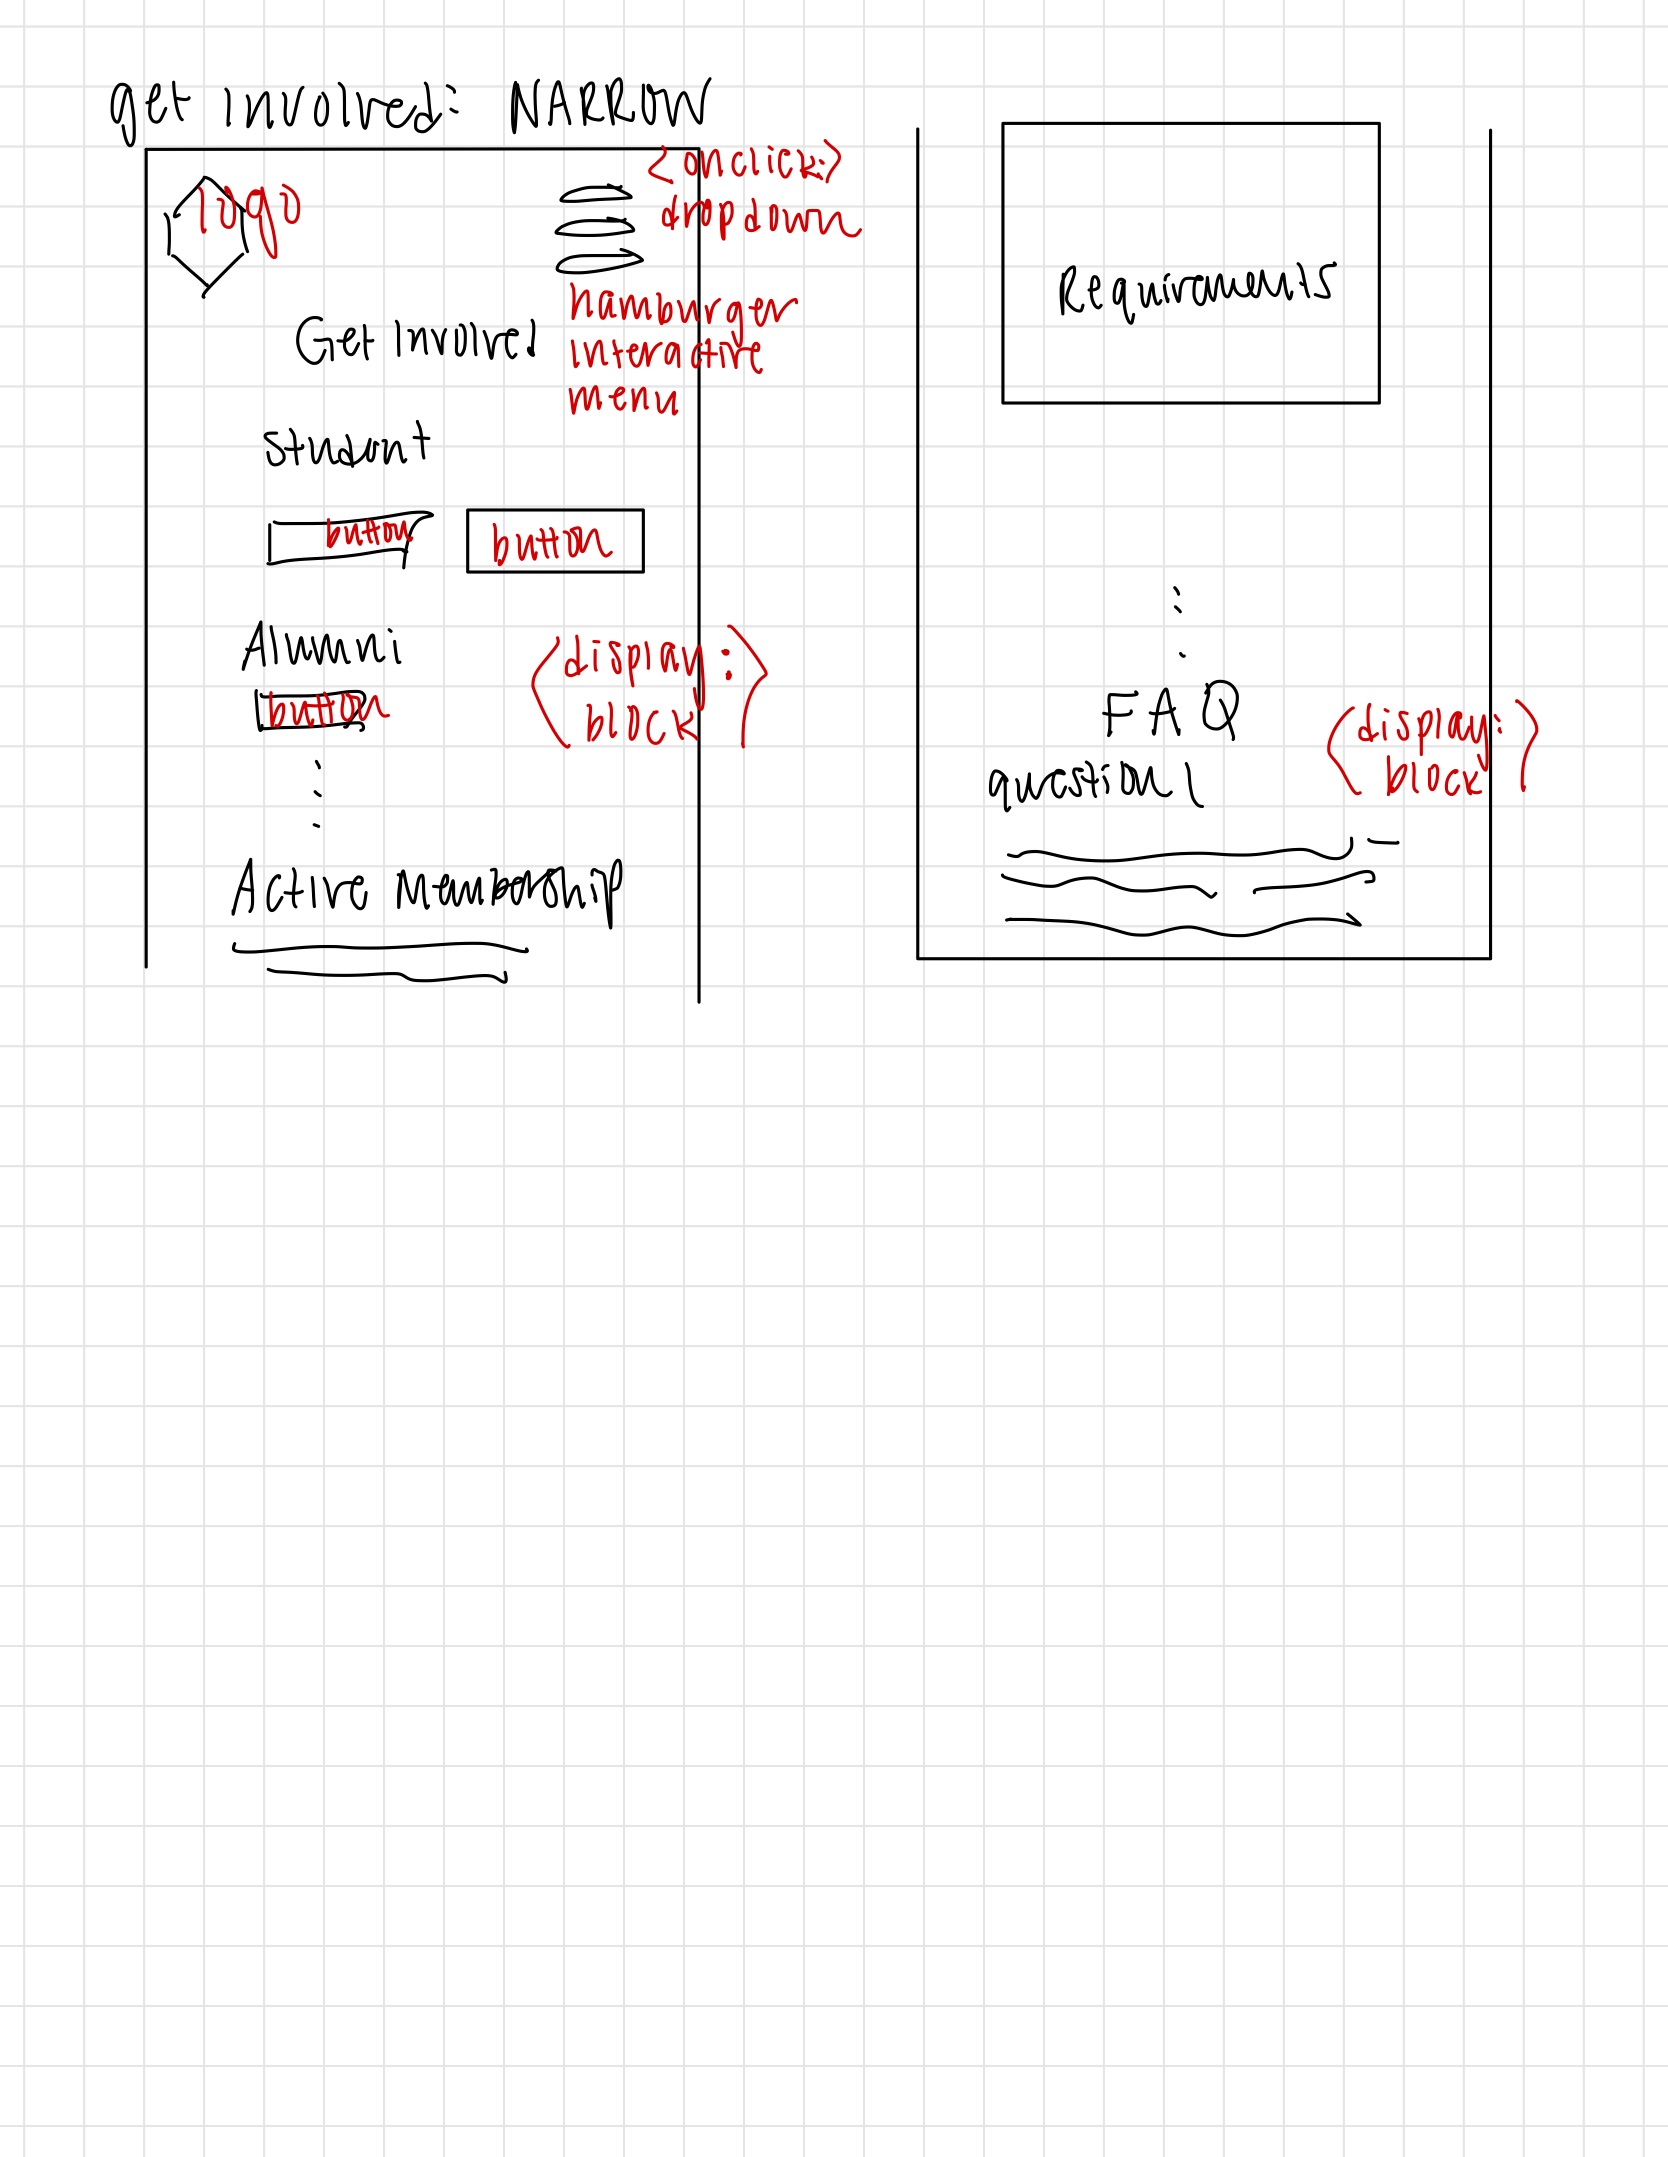 get involved: NARROW
logo
<onclick:>
dropdown
hamburger
interactive
menu
Get Involved
Student
button
button
Alumni
button
(display:
block)
Active Membership
Requirements
FAQ
question 1
(display:
block)